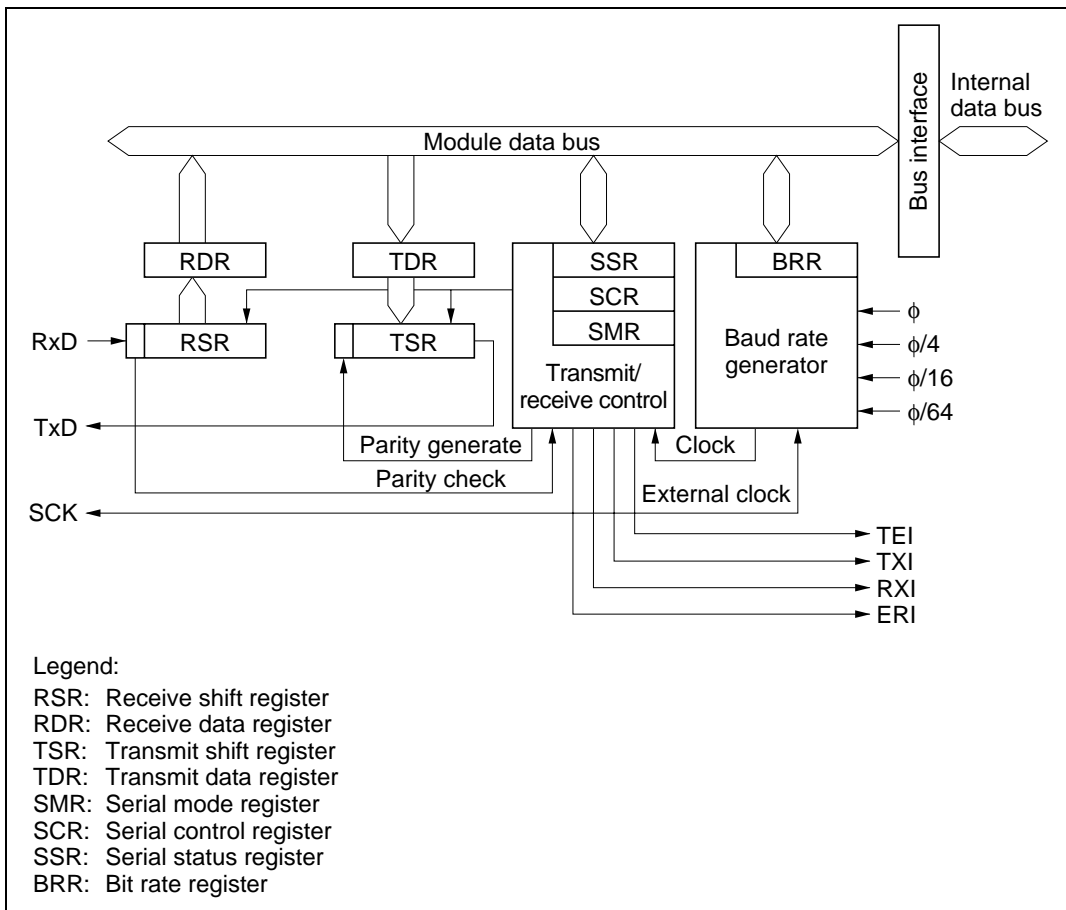 Internal
data bus
Bus interface
Module data bus
RDR
TDR
SSR
BRR
SCR
RxD
RSR
TSR
SMR
Baud rate
generator
ϕ
ϕ/4
ϕ/16
ϕ/64
Transmit/
receive control
TxD
Parity generate
Clock
Parity check
External clock
SCK
TEI
TXI
RXI
ERI
Legend:
RSR: Receive shift register
RDR: Receive data register
TSR: Transmit shift register
TDR: Transmit data register
SMR: Serial mode register
SCR: Serial control register
SSR: Serial status register
BRR: Bit rate register